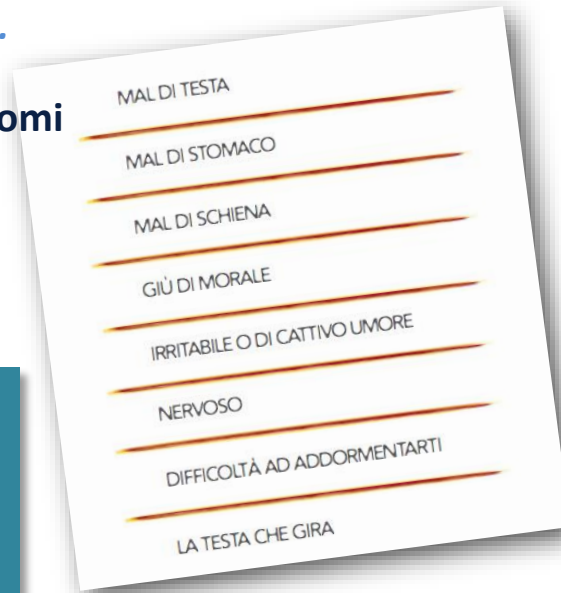 omi
MAL DI TESTA
MAL DI STOMACO
MAL DI SCHIENA
GIÙ DI MORALE
IRRITABILE O DI CATTIVO UMORE
NERVOSO
DIFFICOLTÀ AD ADDORMENTARTI
LA TESTA CHE GIRA